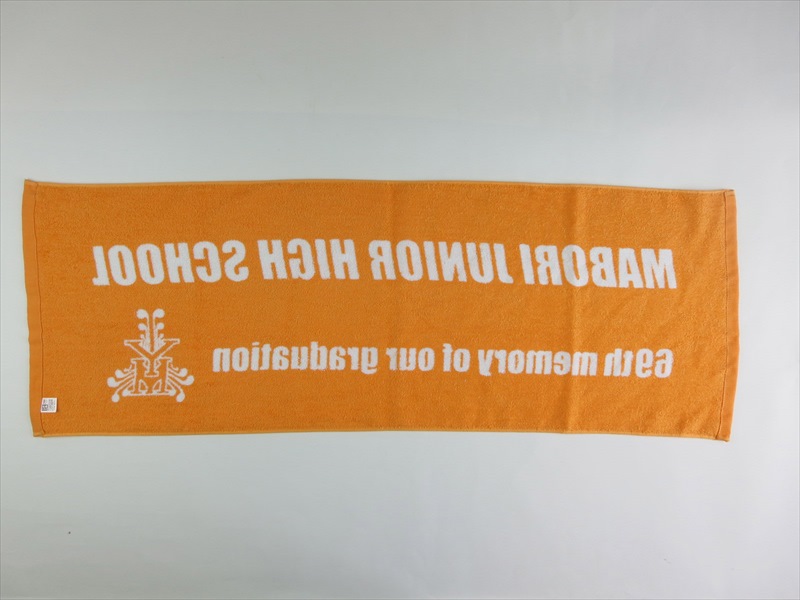 MABORI JUNIOR HIGH SCHOOL
69th memory of our graduation